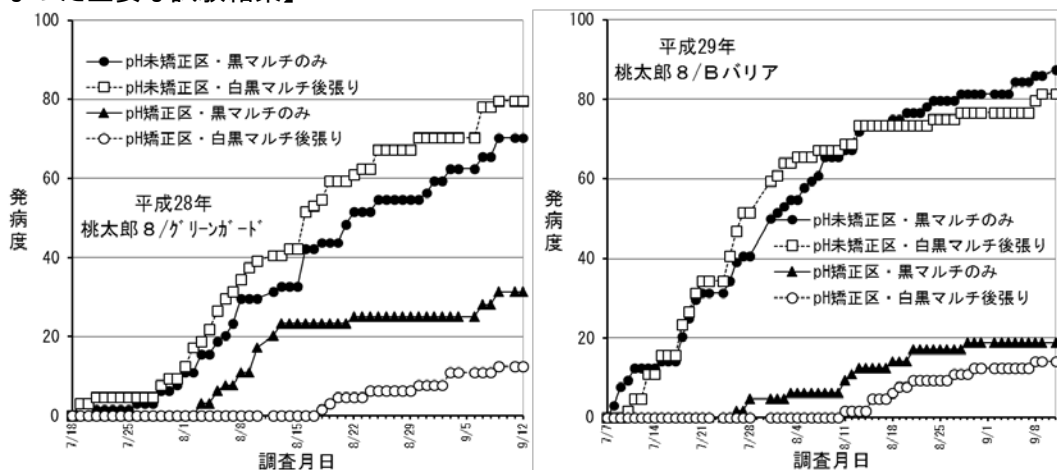 なった主要な試験結果】
100
80
60
40
20
0
発病度
pH未矯正区・黒マルチのみ
pH未矯正区・白黒マルチ後張り
pH矯正区・黒マルチのみ
pH矯正区・白黒マルチ後張り
平成28年
桃太郎8/グリーンガード
7/18
7/25
8/1
8/8
8/15
8/22
8/29
9/5
9/12
調査月日
100
80
60
40
20
0
発病度
平成29年
桃太郎8/Bバリア
pH未矯正区・黒マルチのみ
pH未矯正区・白黒マルチ後張り
pH矯正区・黒マルチのみ
pH矯正区・白黒マルチ後張り
7/7
7/14
7/21
7/28
8/4
8/11
8/18
8/25
9/1
9/8
調査月日